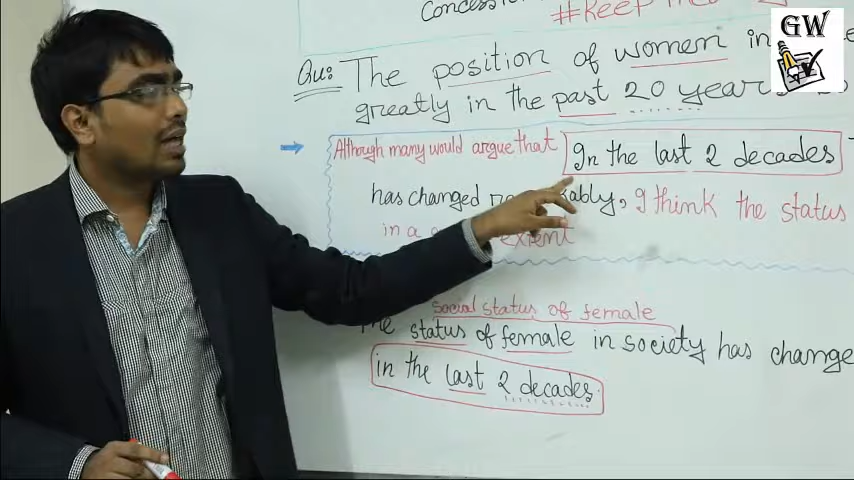 Concession
#Keep
GW
Qu: The position of women in
greatly in the past 20 years
Although many would argue that In the last 2 decades
has changed, I think the status
in a extent
social status of female
The status of female in society has change
in the last 2 decades.